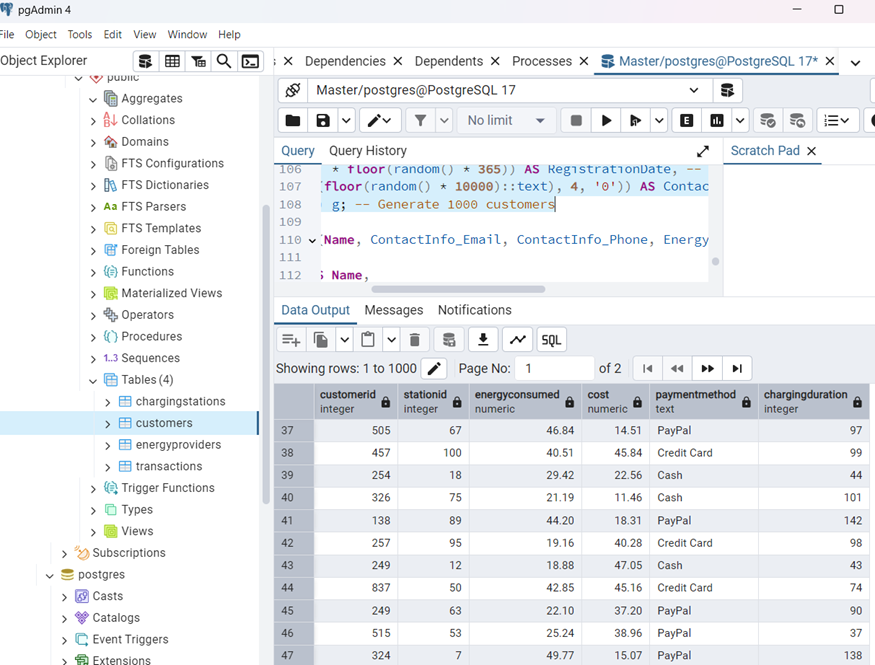 pgAdmin 4
File Object Tools Edit View Window Help
Object Explorer
s Dependencies Dependents Processes Master/postgres@PostgreSQL 17*
Master/postgres@PostgreSQL 17
No limit
E
Query Query History
Scratch Pad
106 * floor(random() * 365)) AS RegistrationDate, --
107 (floor(random() * 10000)::text), 4, '0')) AS Contac
108 g; -- Generate 1000 customers
109
110 (Name, ContactInfo_Email, ContactInfo_Phone, Energy
111
112 S Name,
public
Aggregates
Collations
Domains
FTS Configurations
FTS Dictionaries
Aa FTS Parsers
FTS Templates
Foreign Tables
Functions
Materialized Views
Operators
Procedures
1..3 Sequences
Tables (4)
chargingstations
customers
energyproviders
transactions
Trigger Functions
Types
Views
Subscriptions
postgres
Casts
Catalogs
Event Triggers
Extensions
Data Output Messages Notifications
SQL
Showing rows: 1 to 1000 Page No: 1 of 2
customerid integer stationid integer energyconsumed numeric cost numeric paymentmethod text chargingduration integer
37 505 67 46.84 14.51 PayPal 97
38 457 100 40.51 45.84 Credit Card 99
39 254 18 29.42 22.56 Cash 44
40 326 75 21.19 11.46 Cash 101
41 138 89 44.20 18.31 PayPal 142
42 257 95 19.16 40.28 Credit Card 98
43 249 12 18.88 47.05 Cash 43
44 837 50 42.85 45.16 Credit Card 74
45 249 63 22.10 37.20 PayPal 90
46 515 53 25.24 38.96 PayPal 37
47 324 7 49.77 15.07 PayPal 138